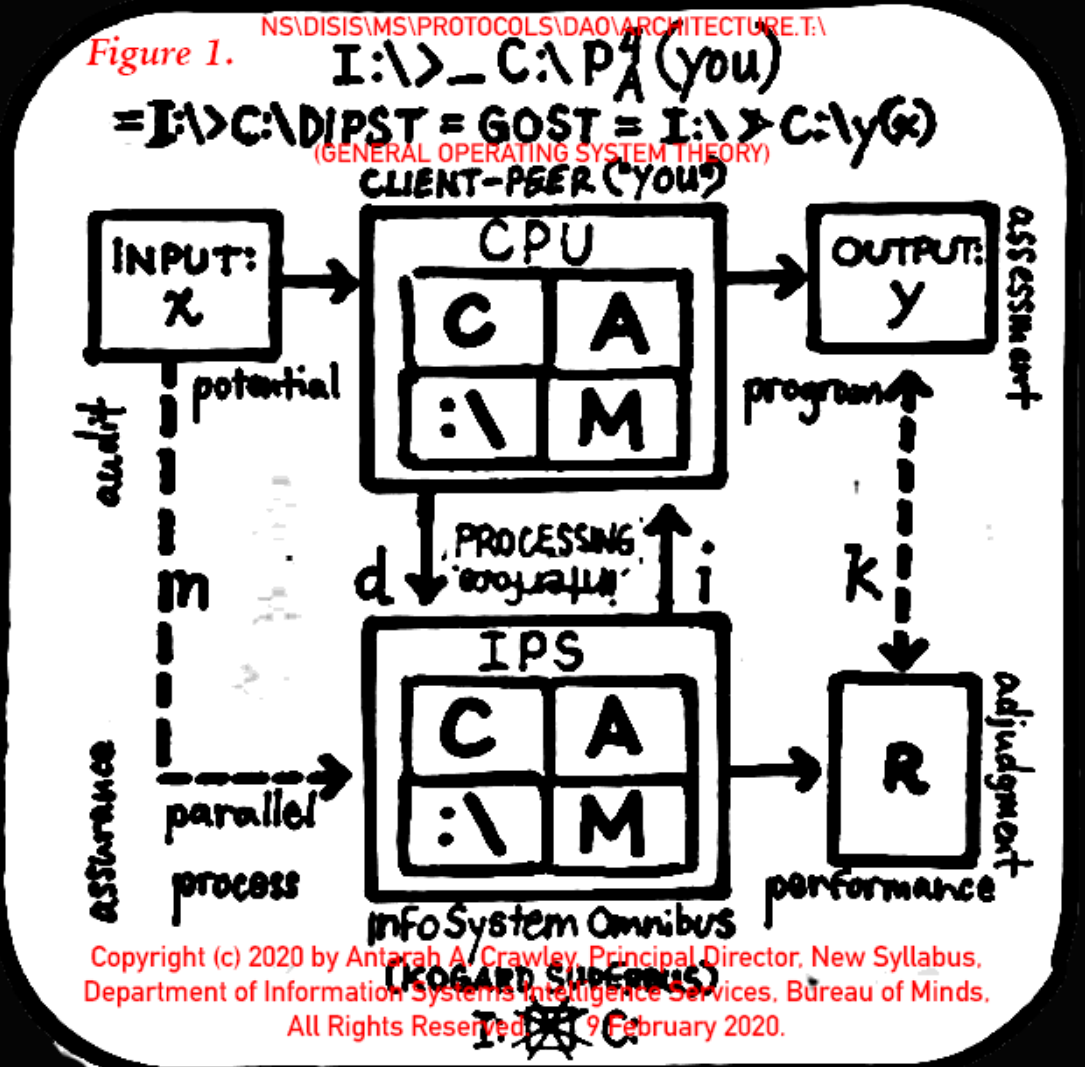 NS\DISIS\MS\PROTOCOLS\DAO\ARCHITECTURE.T:\
Figure 1.
I:\>_ C:\P⁴A (you)
=I:\>C:\DIPST = GOST = I:\>C:\y(x)
(GENERAL OPERATING SYSTEM THEORY)
CLIENT-PEER ("YOU")
INPUT:
x
CPU
C A
:\ M
OUTPUT:
y
assessment
potential
program
audit
m
d
PROCESSING
interface
i
k
IPS
C A
:\ M
R
adjudgment
assurance
parallel
process
performance
InfoSystem Omnibus
Copyright (c) 2020 by Antarah A. Crawley, Principal Director, New Syllabus,
(KOGARD SUPERBUS)
Department of Information Systems Intelligence Services, Bureau of Minds,
All Rights Reserved. 9 February 2020.
I: C: